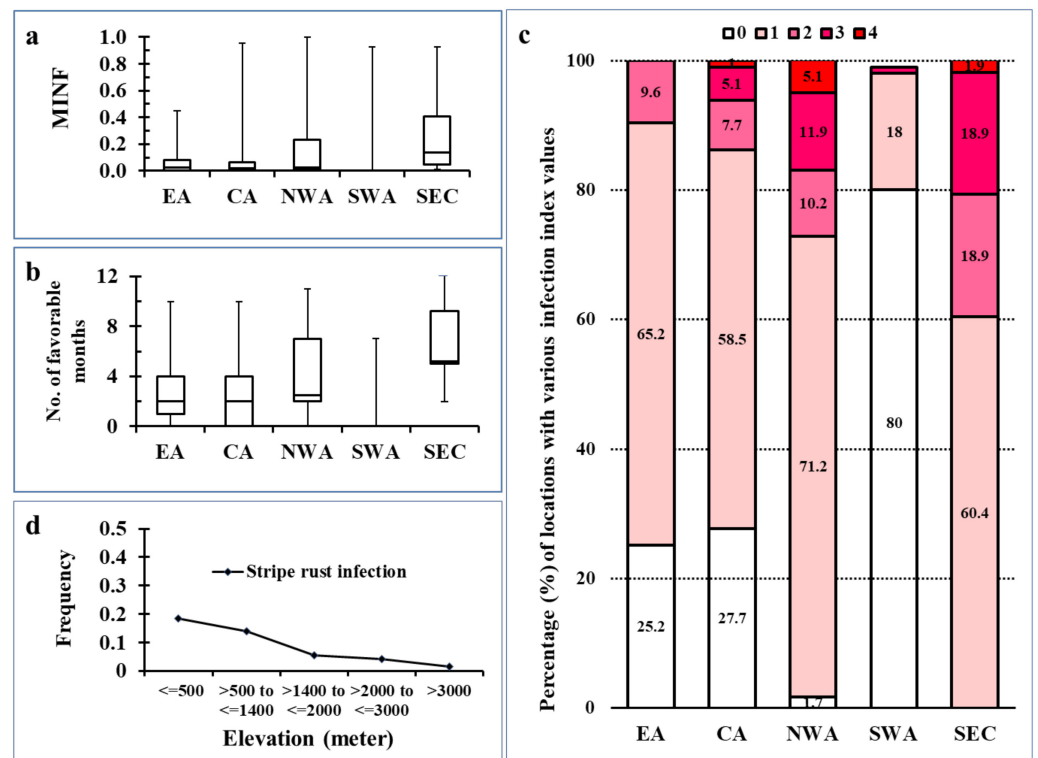 a
MINF
1.0
0.8
0.6
0.4
0.2
0.0
EA CA NWA SWA SEC
b
No. of favorable
months
12
8
4
0
EA CA NWA SWA SEC
d
Frequency
0.5
0.4
0.3
0.2
0.1
0
Stripe rust infection
<=500 >500 to >1400 to >2000 to >3000
<=1400 <=2000 <=3000
Elevation (meter)
c
0 1 2 3 4
Percentage (%) of locations with various infection index values
100
80
60
40
20
0
9.6
65.2
25.2
1
5.1
7.7
58.5
27.7
5.1
11.9
10.2
71.2
1.7
18
80
1.9
18.9
18.9
60.4
EA CA NWA SWA SEC